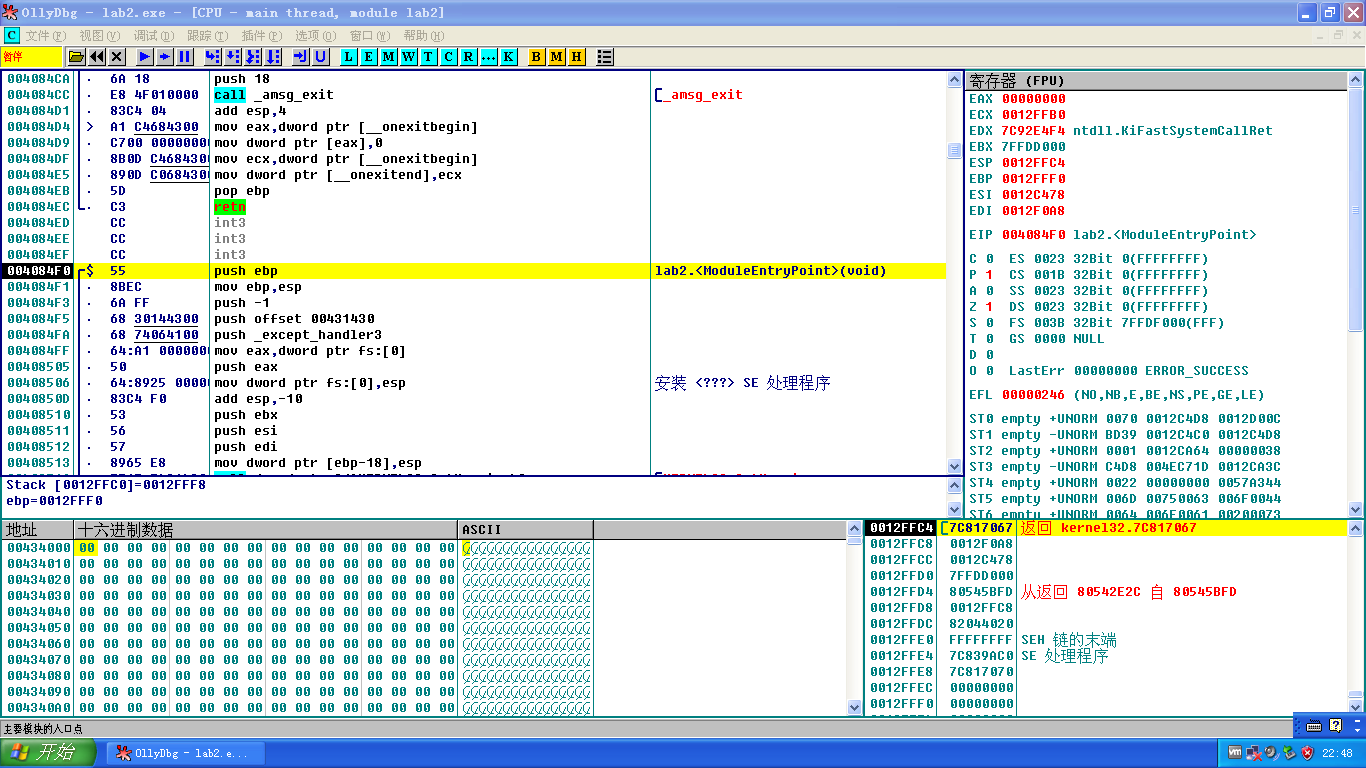 OllyDbg - lab2.exe - [CPU - main thread, module lab2]
C 文件(F) 视图(V) 调试(D) 跟踪(T) 插件(P) 选项(O) 窗口(W) 帮助(H)
暂停 L E M W T C R ... K B M H
004084CA · 6A 18 push 18
004084CC · E8 4F010000 call _amsg_exit [_amsg_exit
004084D1 · 83C4 04 add esp,4
004084D4 > A1 C4684300 mov eax,dword ptr [__onexitbegin]
004084D9 · C700 0000000 mov dword ptr [eax],0
004084DF · 8B0D C468430 mov ecx,dword ptr [__onexitbegin]
004084E5 · 890D C068430 mov dword ptr [__onexitend],ecx
004084EB · 5D pop ebp
004084EC · C3 retn
004084ED CC int3
004084EE CC int3
004084EF CC int3
004084F0 $ 55 push ebp lab2.<ModuleEntryPoint>(void)
004084F1 · 8BEC mov ebp,esp
004084F3 · 6A FF push -1
004084F5 · 68 30144300 push offset 00431430
004084FA · 68 74064100 push _except_handler3
004084FF · 64:A1 000000 mov eax,dword ptr fs:[0]
00408505 · 50 push eax
00408506 · 64:8925 0000 mov dword ptr fs:[0],esp 安装 <???> SE 处理程序
0040850D · 83C4 F0 add esp,-10
00408510 · 53 push ebx
00408511 · 56 push esi
00408512 · 57 push edi
00408513 · 8965 E8 mov dword ptr [ebp-18],esp
Stack [0012FFC0]=0012FFF8
ebp=0012FFF0
寄存器 (FPU)
EAX 00000000
ECX 0012FFB0
EDX 7C92E4F4 ntdll.KiFastSystemCallRet
EBX 7FFDD000
ESP 0012FFC4
EBP 0012FFF0
ESI 0012C478
EDI 0012F0A8
EIP 004084F0 lab2.<ModuleEntryPoint>
C 0 ES 0023 32Bit 0(FFFFFFFF)
P 1 CS 001B 32Bit 0(FFFFFFFF)
A 0 SS 0023 32Bit 0(FFFFFFFF)
Z 1 DS 0023 32Bit 0(FFFFFFFF)
S 0 FS 003B 32Bit 7FFDF000(FFF)
T 0 GS 0000 NULL
D 0
O 0 LastErr 00000000 ERROR_SUCCESS
EFL 00000246 (NO,NB,E,BE,NS,PE,GE,LE)
ST0 empty +UNORM 0070 0012C4D8 0012D00C
ST1 empty -UNORM BD39 0012C4C0 0012C4D8
ST2 empty +UNORM 0001 0012CA64 00000038
ST3 empty -UNORM C4D8 004EC71D 0012CA3C
ST4 empty +UNORM 0022 00000000 0057A344
ST5 empty +UNORM 006D 00750063 006F0044
ST6 empty +UNORM 0064 006E0061 00200073
地址 十六进制数据 ASCII
00434000 00 00 00 00 00 00 00 00 00 00 00 00 00 00 00 00
00434010 00 00 00 00 00 00 00 00 00 00 00 00 00 00 00 00
00434020 00 00 00 00 00 00 00 00 00 00 00 00 00 00 00 00
00434030 00 00 00 00 00 00 00 00 00 00 00 00 00 00 00 00
00434040 00 00 00 00 00 00 00 00 00 00 00 00 00 00 00 00
00434050 00 00 00 00 00 00 00 00 00 00 00 00 00 00 00 00
00434060 00 00 00 00 00 00 00 00 00 00 00 00 00 00 00 00
00434070 00 00 00 00 00 00 00 00 00 00 00 00 00 00 00 00
00434080 00 00 00 00 00 00 00 00 00 00 00 00 00 00 00 00
00434090 00 00 00 00 00 00 00 00 00 00 00 00 00 00 00 00
004340A0 00 00 00 00 00 00 00 00 00 00 00 00 00 00 00 00
0012FFC4 [7C817067 返回 kernel32.7C817067
0012FFC8 0012F0A8
0012FFCC 0012C478
0012FFD0 7FFDD000
0012FFD4 80545BFD 从返回 80542E2C 自 80545BFD
0012FFD8 0012FFC8
0012FFDC 82044020
0012FFE0 FFFFFFFF SEH 链的末端
0012FFE4 7C839AC0 SE 处理程序
0012FFE8 7C817070
0012FFEC 00000000
0012FFF0 00000000
主要模块的入口点
开始 OllyDbg - lab2.e... 22:48